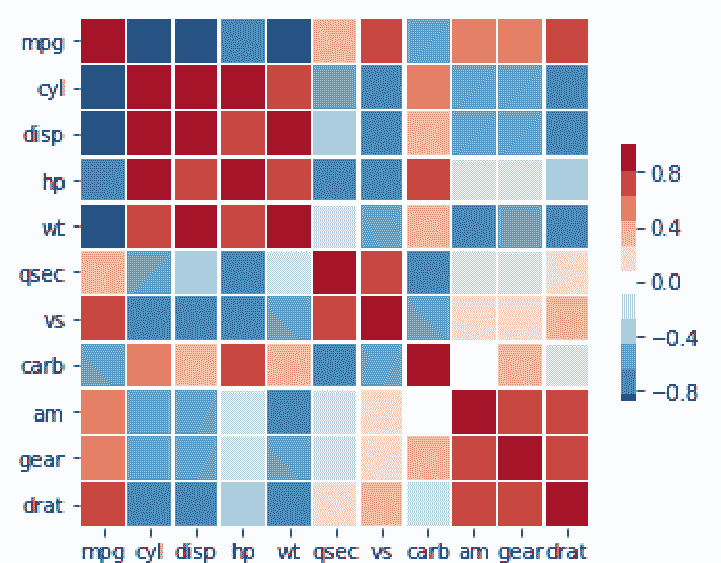 mpg
cyl
disp
hp
wt
qsec
vs
carb
am
gear
drat
mpg cyl disp hp wt qsec vs carb am gear drat
0.8
0.4
0.0
−0.4
−0.8